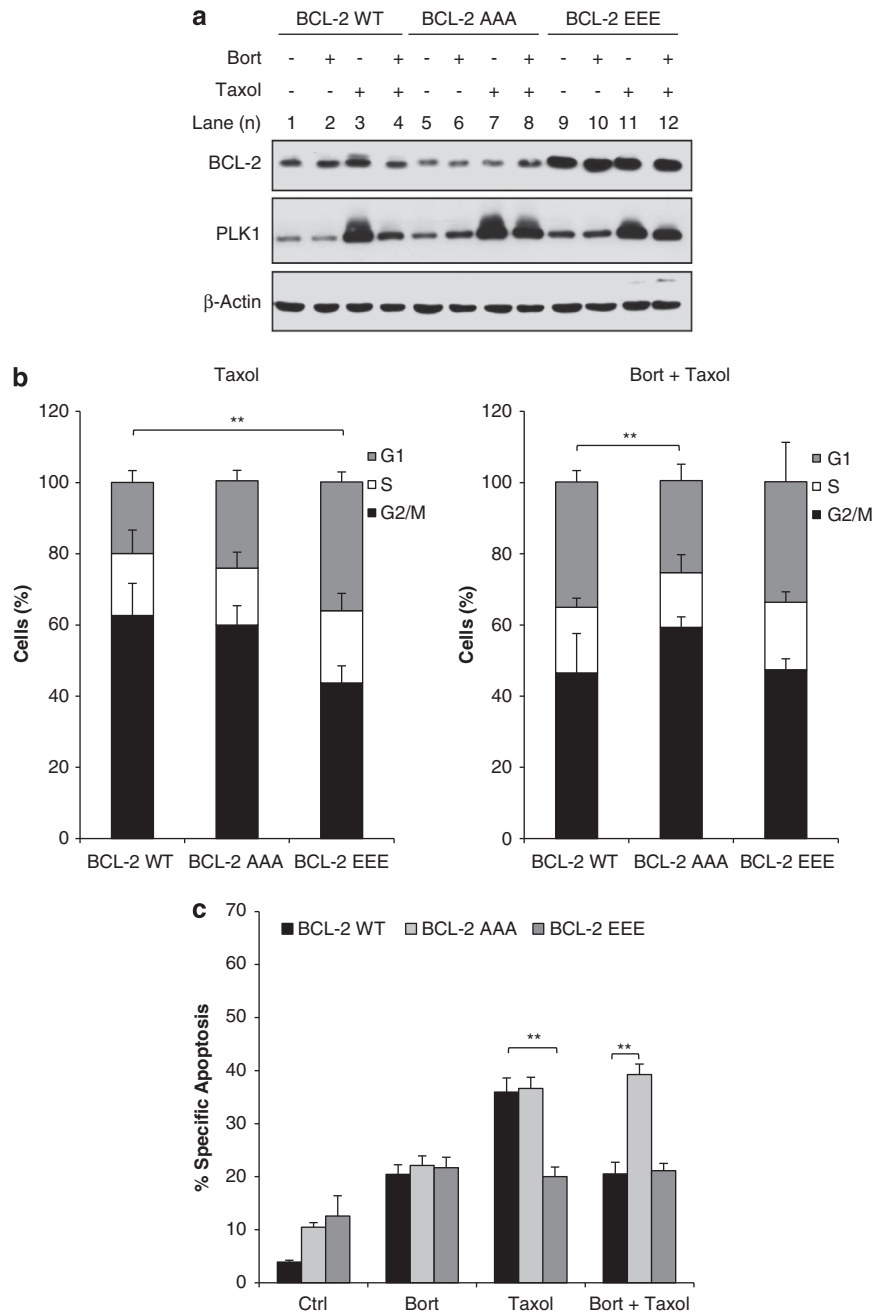 a
BCL-2 WT BCL-2 AAA BCL-2 EEE
Bort - + - + - + - + - + - +
Taxol - - + + - - + + - - + +
Lane (n) 1 2 3 4 5 6 7 8 9 10 11 12
BCL-2
PLK1
β-Actin
b
Taxol
120
100
80
60
40
20
0
Cells (%)
**
G1
S
G2/M
BCL-2 WT BCL-2 AAA BCL-2 EEE
Bort + Taxol
120
100
80
60
40
20
0
Cells (%)
**
G1
S
G2/M
BCL-2 WT BCL-2 AAA BCL-2 EEE
c
70
60
50
40
30
20
10
0
% Specific Apoptosis
BCL-2 WT BCL-2 AAA BCL-2 EEE
**
**
Ctrl Bort Taxol Bort + Taxol